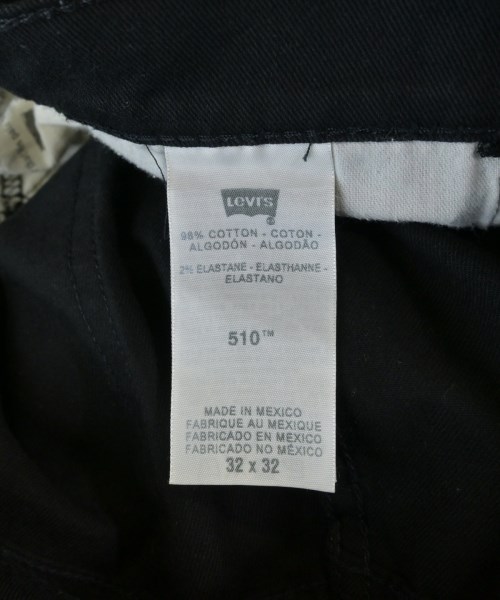 Levi's
98% COTTON - COTON -
ALGODÓN - ALGODÃO
2% ELASTANE - ELASTHANNE -
ELASTANO
510™
MADE IN MEXICO
FABRIQUE AU MEXIQUE
FABRICADO EN MÉXICO
FABRICADO NO MÉXICO
32 x 32